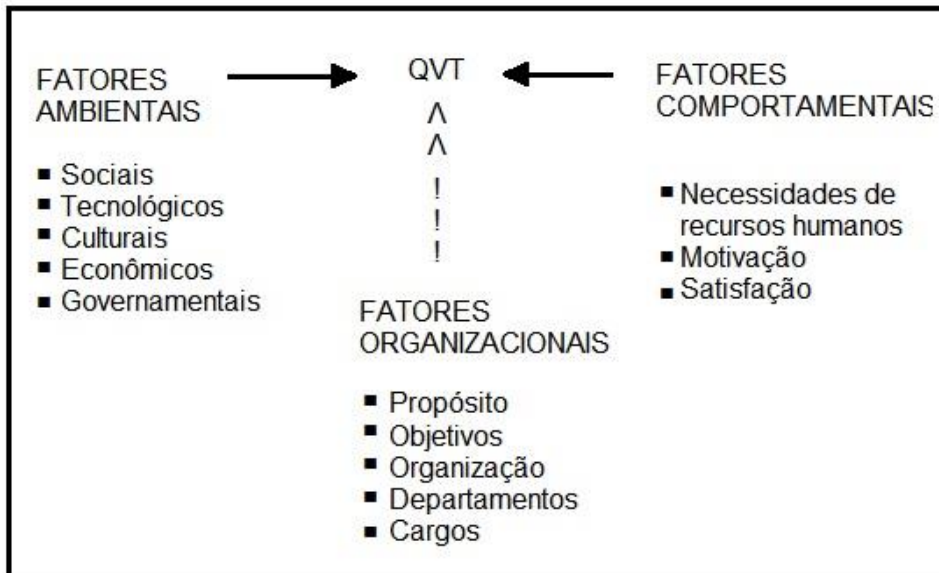 FATORES
AMBIENTAIS
■ Sociais
■ Tecnológicos
■ Culturais
■ Econômicos
■ Governamentais
QVT
Λ
Λ
!
!
!
FATORES
ORGANIZACIONAIS
■ Propósito
■ Objetivos
■ Organização
■ Departamentos
■ Cargos
FATORES
COMPORTAMENTAIS
■ Necessidades de
recursos humanos
■ Motivação
■ Satisfação